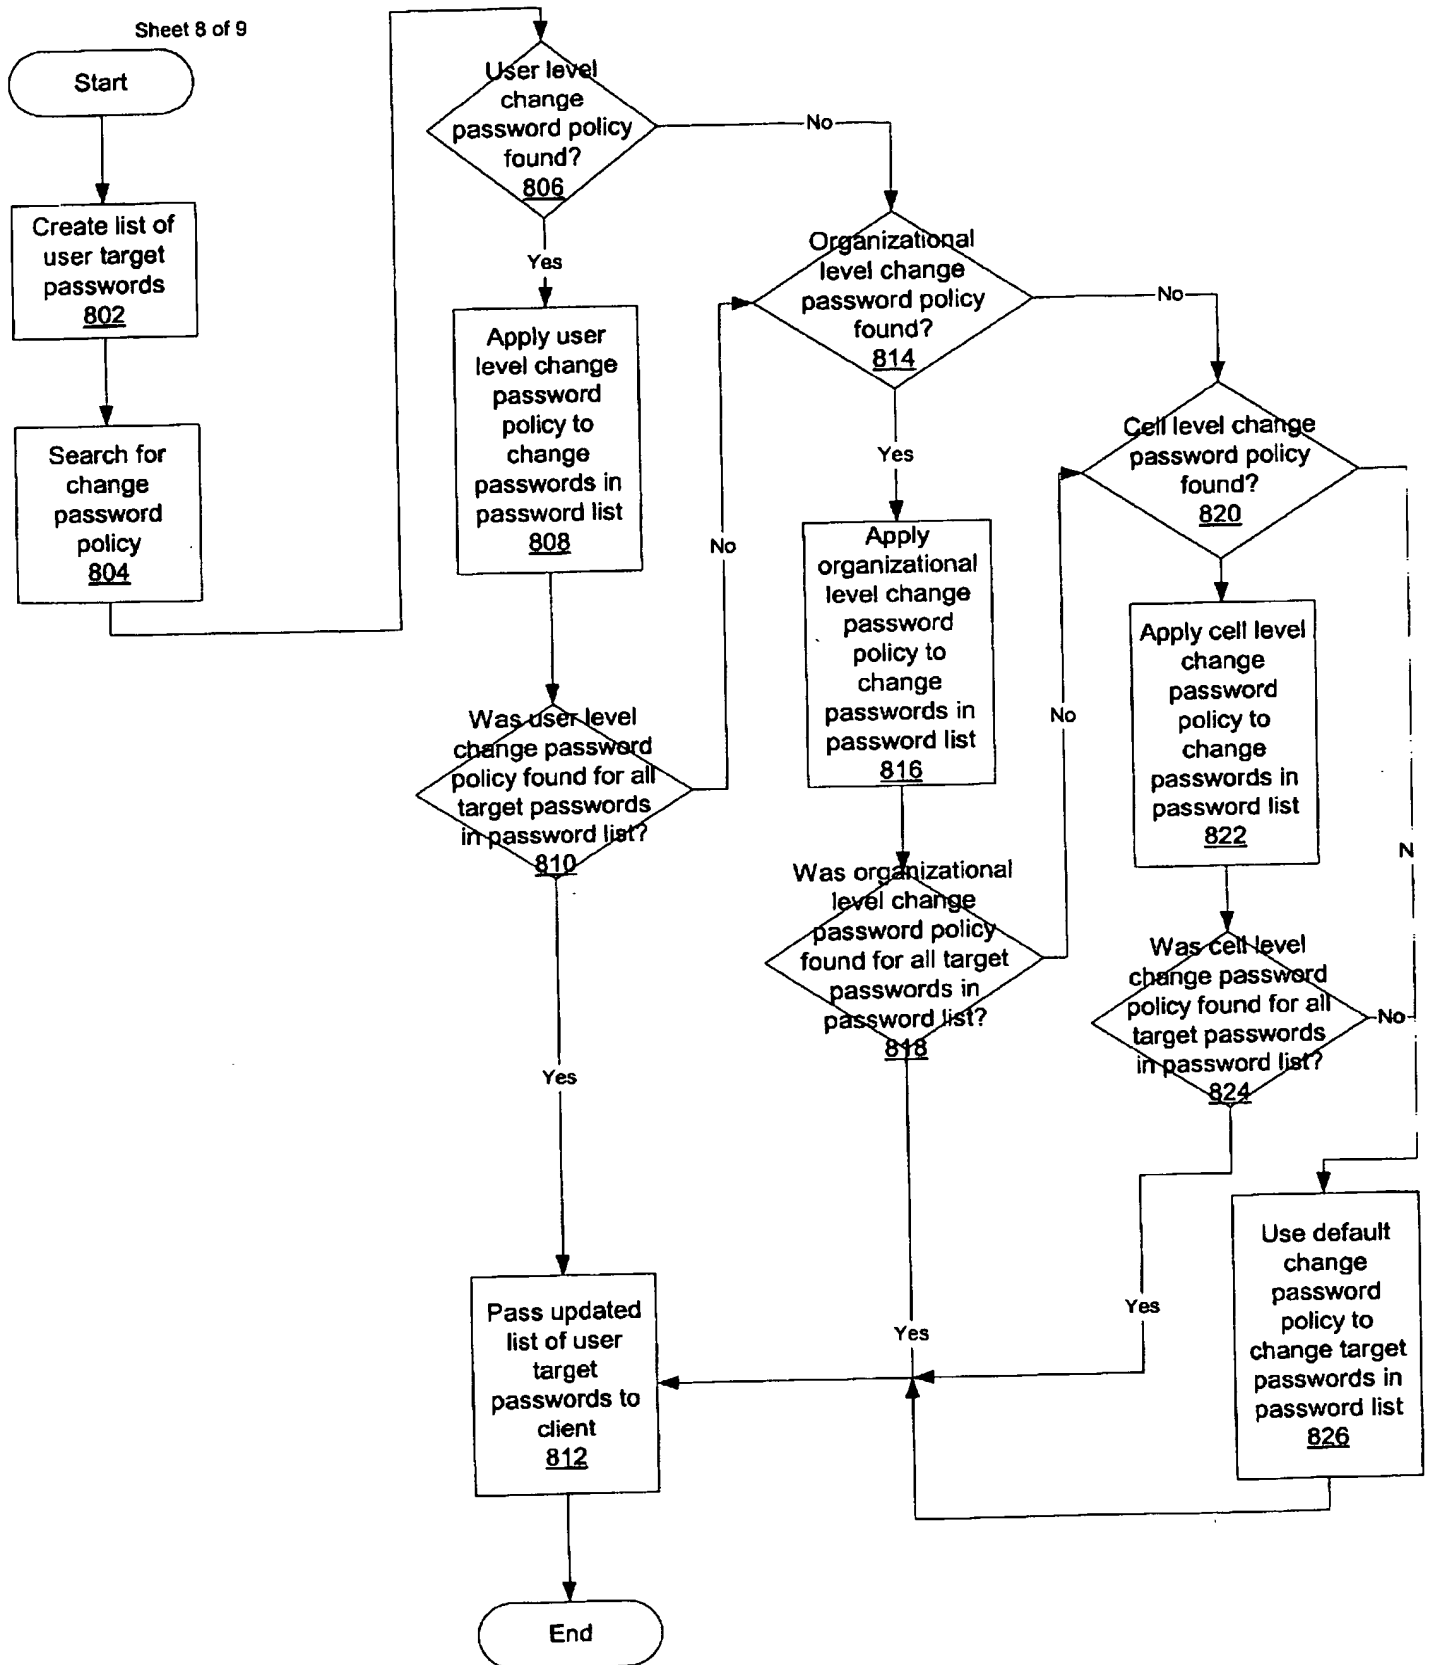 Sheet 8 of 9
Start
Create list of
user target
passwords
802
Search for
change
password
policy
804
User level
change
password policy
found?
806
No
Yes
Apply user
level change
password
policy to
change
passwords in
password list
808
Was user level
change password
policy found for all
target passwords
in password list?
810
No
Yes
Pass updated
list of user
target
passwords to
client
812
End
Organizational
level change
password policy
found?
814
No
Yes
Apply
organizational
level change
password
policy to
change
passwords in
password list
816
Was organizational
level change
password policy
found for all target
passwords in
password list?
818
No
Yes
Cell level change
password policy
found?
820
N
Apply cell level
change
password
policy to
change
passwords in
password list
822
Was cell level
change password
policy found for all
target passwords
in password list?
824
No
Yes
Use default
change
password
policy to
change target
passwords in
password list
826